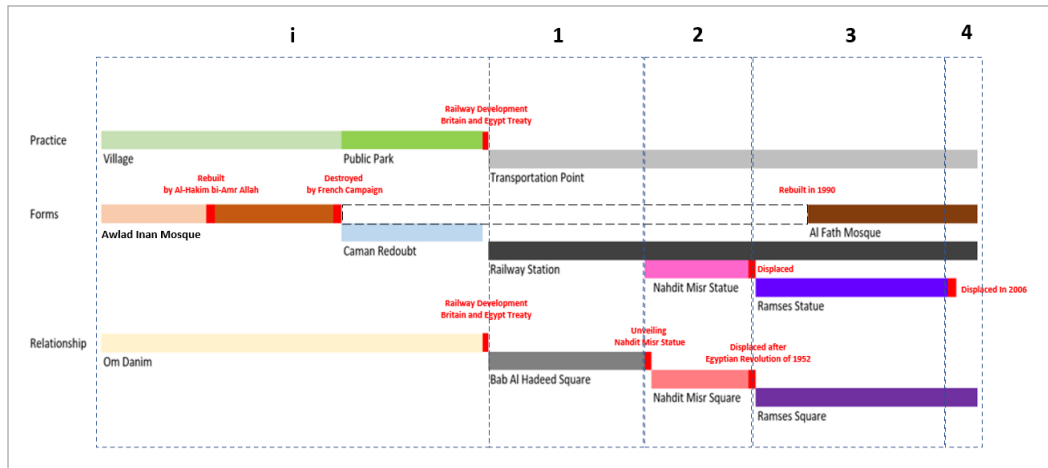 i
1
2
3
4
Railway Development
Britain and Egypt Treaty
Practice
Village
Public Park
Transportation Point
Rebuilt
by Al-Hakim bi-Amr Allah
Destroyed
by French Campaign
Rebuilt in 1990
Forms
Awlad Inan Mosque
Al Fath Mosque
Caman Redoubt
Railway Station
Nahdit Misr Statue
Displaced
Ramses Statue
Displaced In 2006
Railway Development
Britain and Egypt Treaty
Unveiling
Nahdit Misr Statue
Displaced after
Egyptian Revolution of 1952
Relationship
Om Danim
Bab Al Hadeed Square
Nahdit Misr Square
Ramses Square